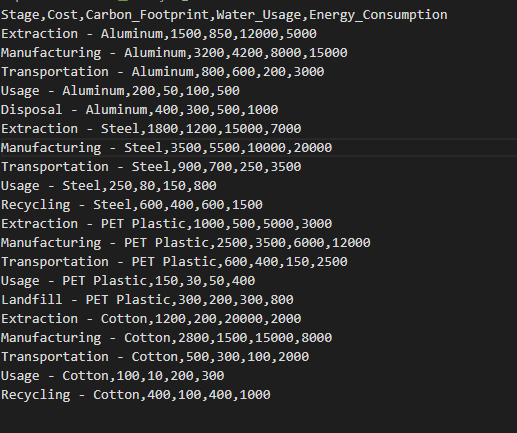 Stage,Cost,Carbon_Footprint,Water_Usage,Energy_Consumption
Extraction - Aluminum,1500,850,12000,5000
Manufacturing - Aluminum,3200,4200,8000,15000
Transportation - Aluminum,800,600,200,3000
Usage - Aluminum,200,50,100,500
Disposal - Aluminum,400,300,500,1000
Extraction - Steel,1800,1200,15000,7000
Manufacturing - Steel,3500,5500,10000,20000
Transportation - Steel,900,700,250,3500
Usage - Steel,250,80,150,800
Recycling - Steel,600,400,600,1500
Extraction - PET Plastic,1000,500,5000,3000
Manufacturing - PET Plastic,2500,3500,6000,12000
Transportation - PET Plastic,600,400,150,2500
Usage - PET Plastic,150,30,50,400
Landfill - PET Plastic,300,200,300,800
Extraction - Cotton,1200,200,20000,2000
Manufacturing - Cotton,2800,1500,15000,8000
Transportation - Cotton,500,300,100,2000
Usage - Cotton,100,10,200,300
Recycling - Cotton,400,100,400,1000